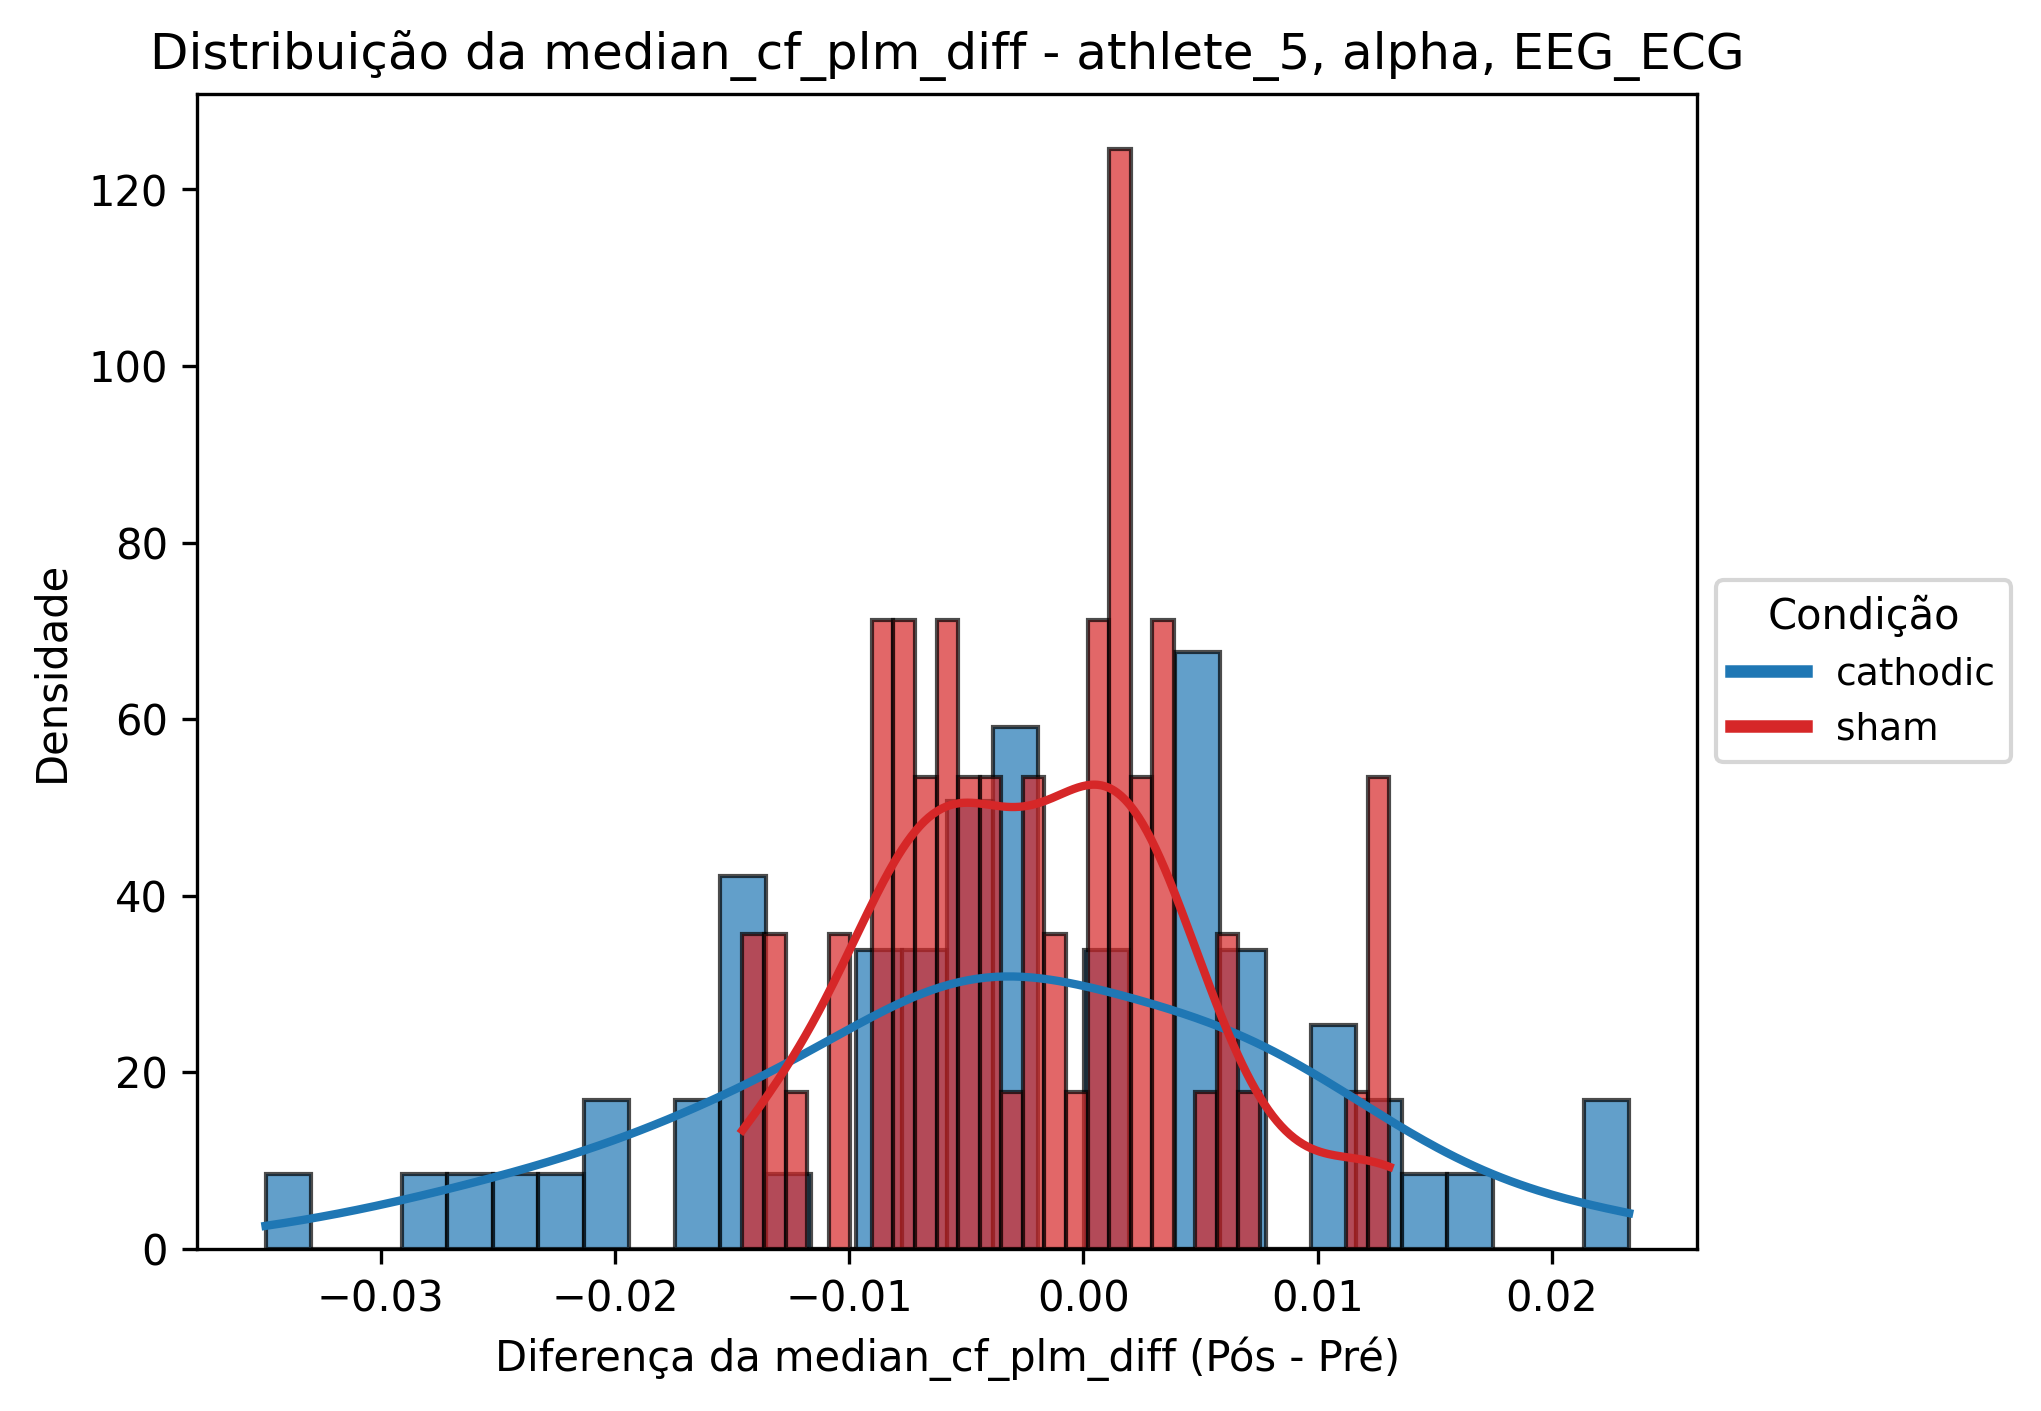 Distribuição da median_cf_plm_diff - athlete_5, alpha, EEG_ECG
120
100
80
60
40
20
0
Densidade
−0.03
−0.02
−0.01
0.00
0.01
0.02
Diferença da median_cf_plm_diff (Pós - Pré)
Condição
cathodic
sham